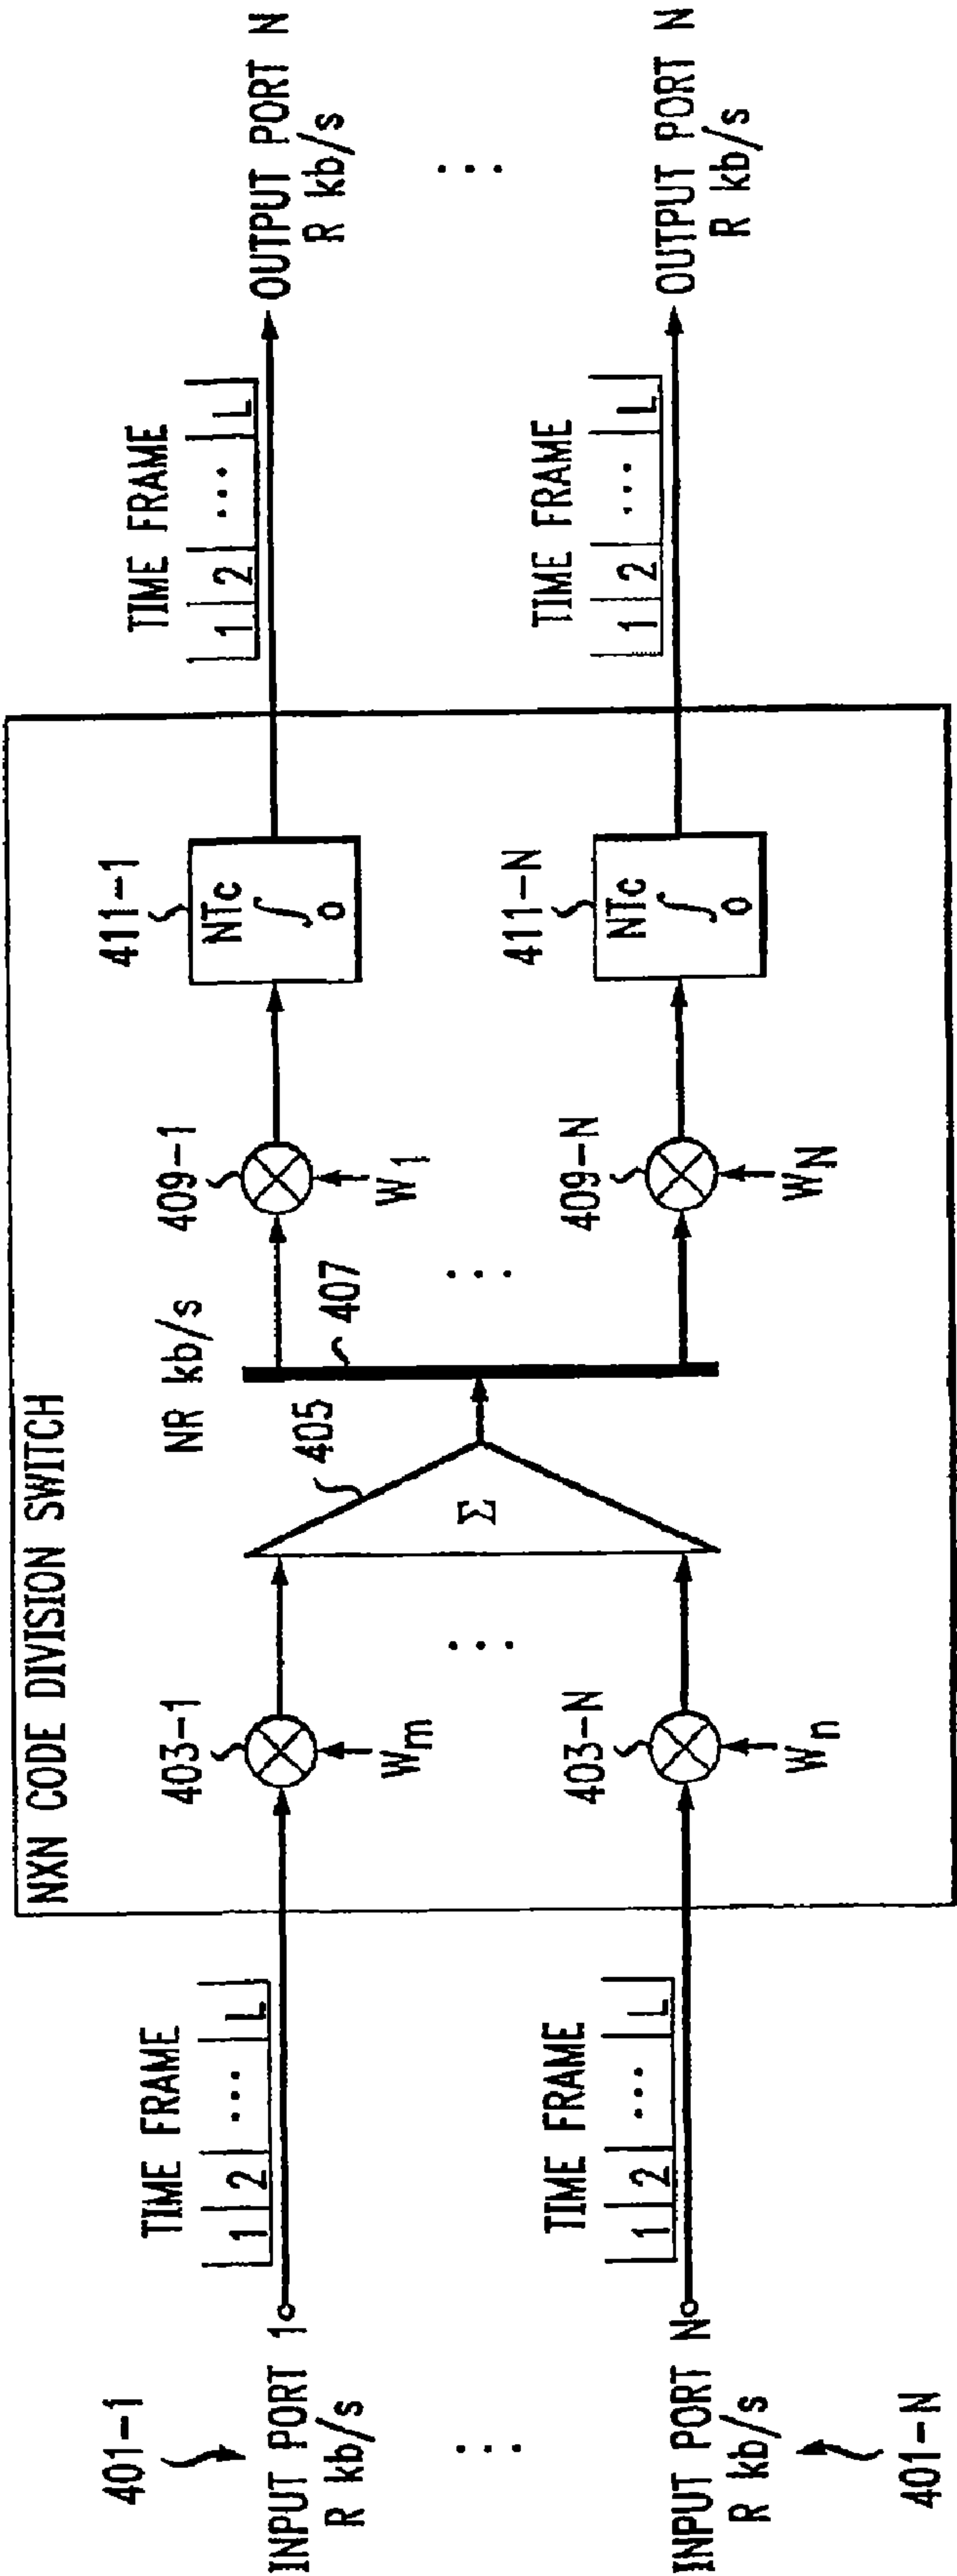 NXN CODE DIVISION SWITCH
401-1
INPUT PORT 1
R kb/s
TIME FRAME
1 2 ... L
403-1
Wm
...
INPUT PORT N
R kb/s
401-N
TIME FRAME
1 2 ... L
403-N
Wn
...
405
Σ
NR kb/s
407
409-1
W1
...
409-N
WN
411-1
NTc
∫
0
411-N
NTc
∫
0
TIME FRAME
1 2 ... L
OUTPUT PORT N
R kb/s
...
TIME FRAME
1 2 ... L
OUTPUT PORT N
R kb/s